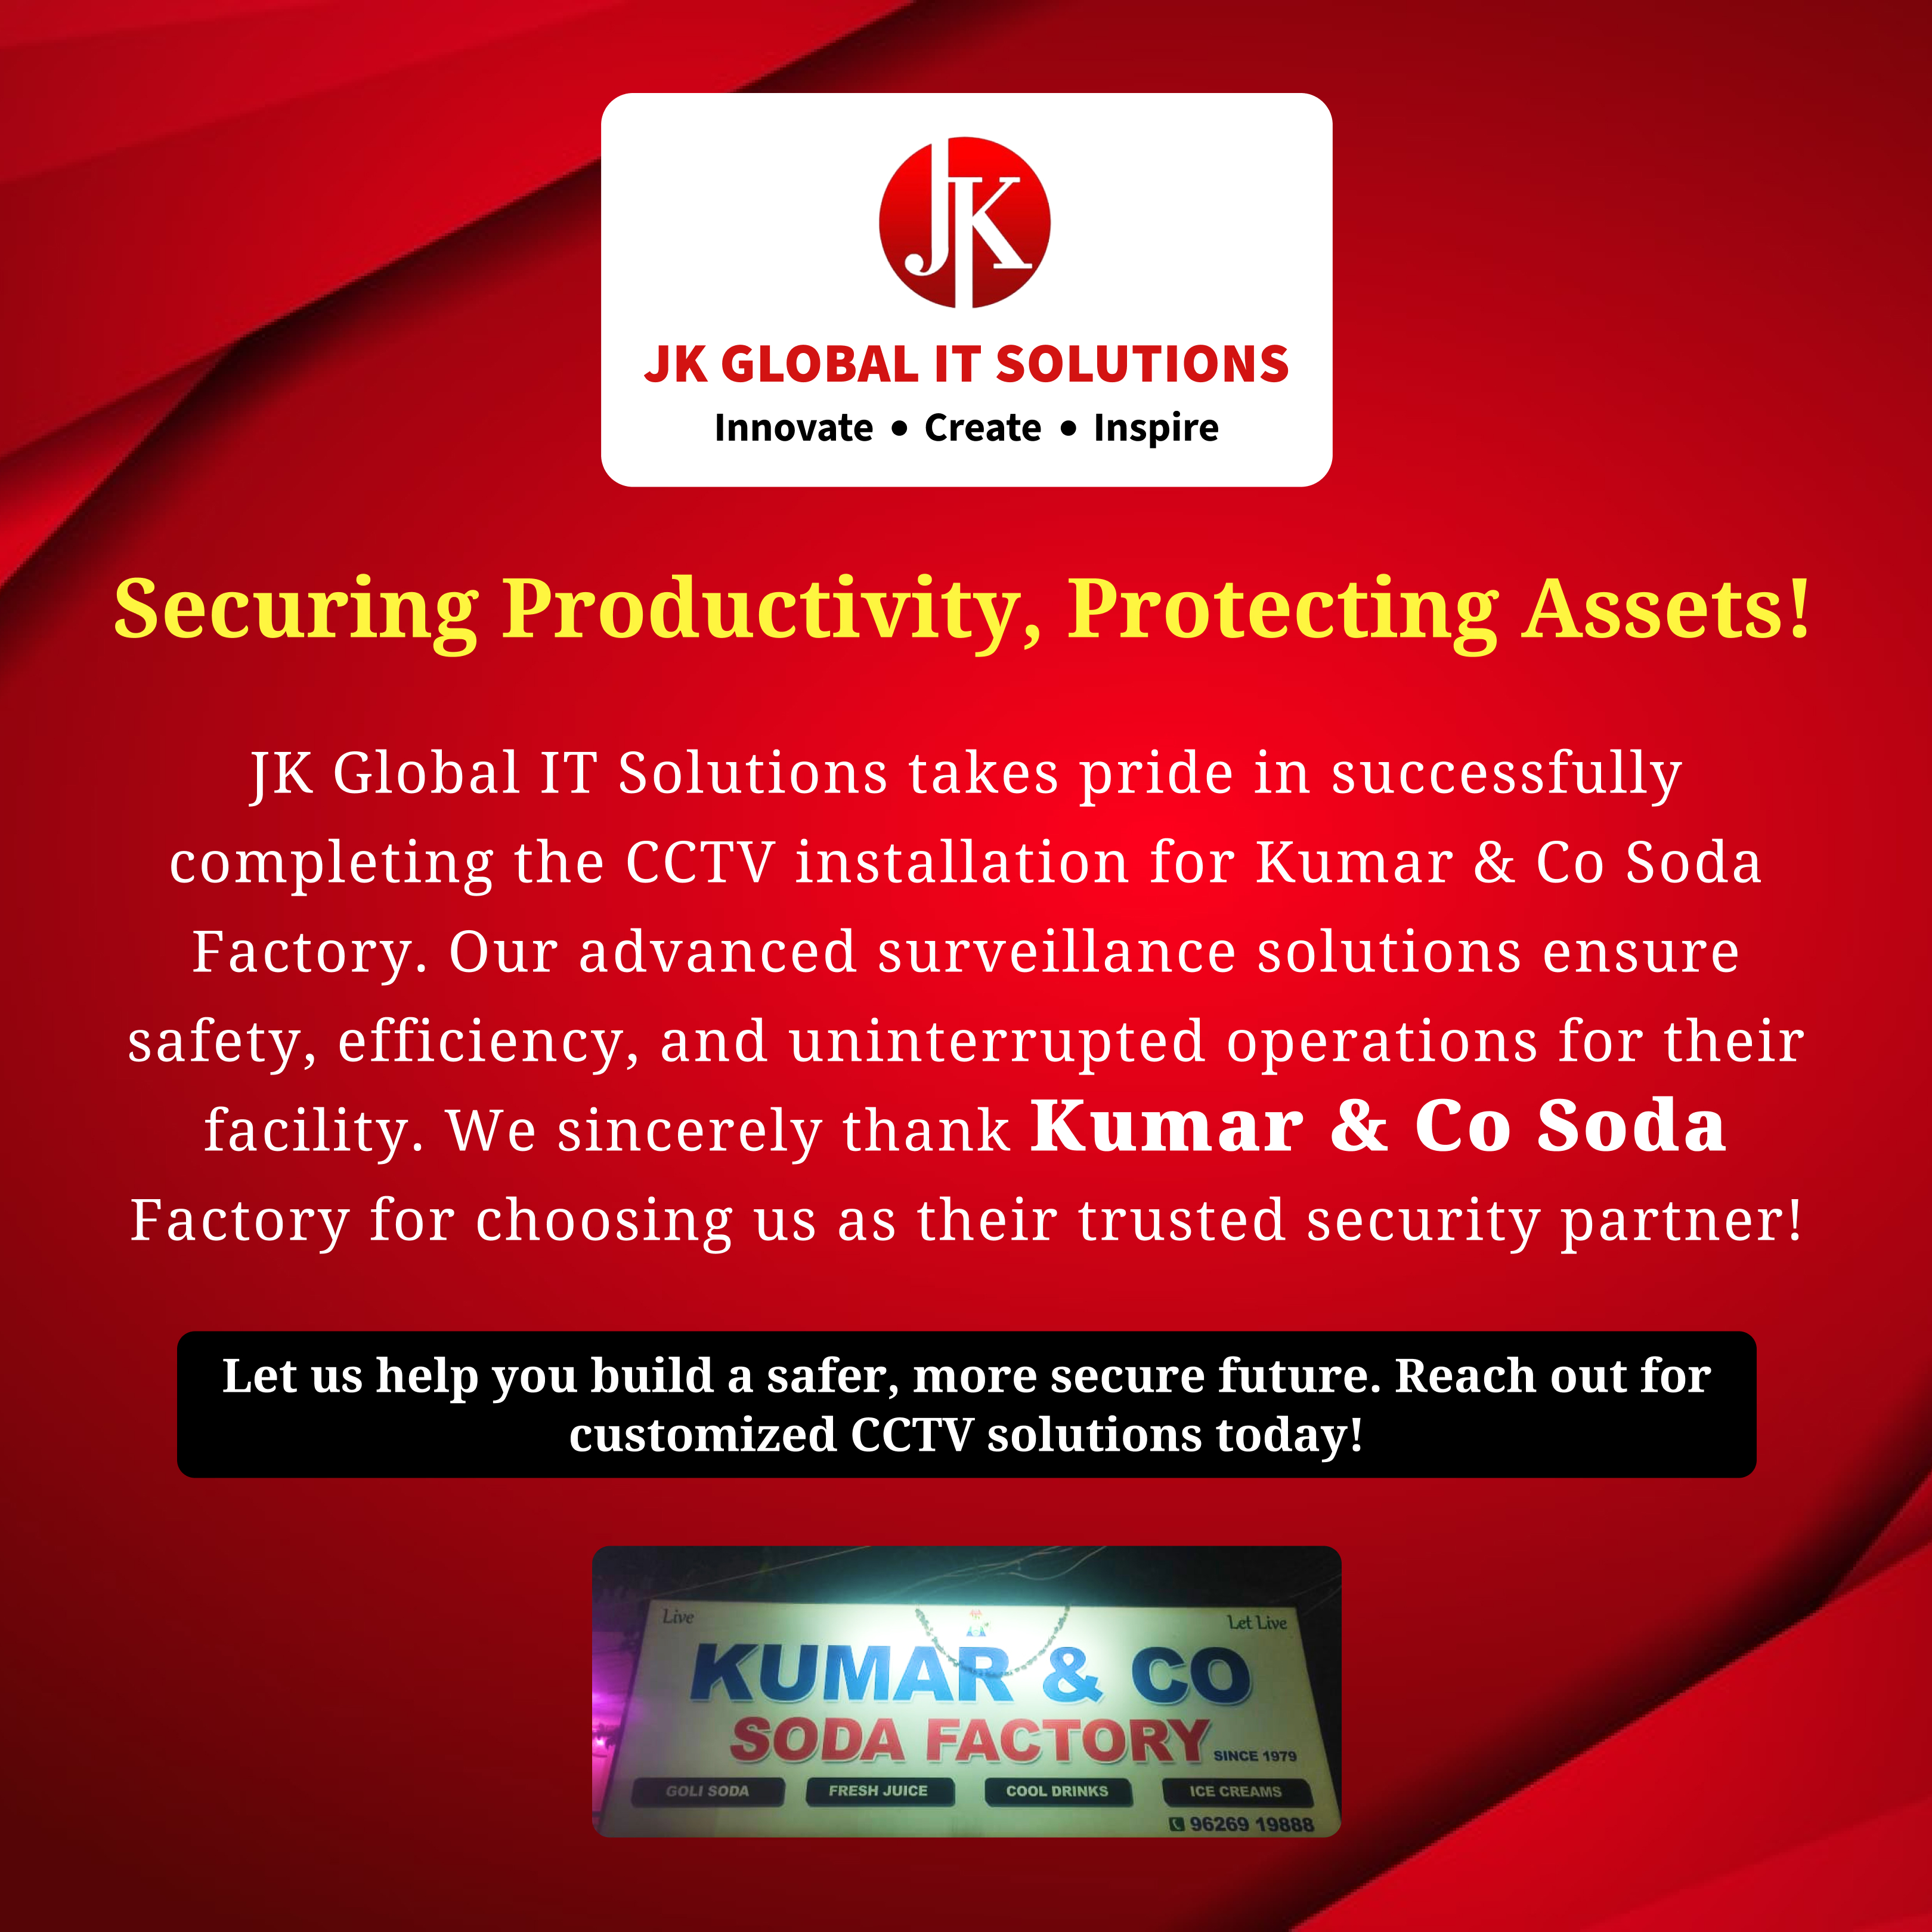 JK
JK GLOBAL IT SOLUTIONS
Innovate • Create • Inspire
Securing Productivity, Protecting Assets!
JK Global IT Solutions takes pride in successfully
completing the CCTV installation for Kumar & Co Soda
Factory. Our advanced surveillance solutions ensure
safety, efficiency, and uninterrupted operations for their
facility. We sincerely thank Kumar & Co Soda
Factory for choosing us as their trusted security partner!
Let us help you build a safer, more secure future. Reach out for
customized CCTV solutions today!
Live Let Live
KUMAR & CO
SODA FACTORY SINCE 1979
GOLI SODA FRESH JUICE COOL DRINKS ICE CREAMS
96269 19888